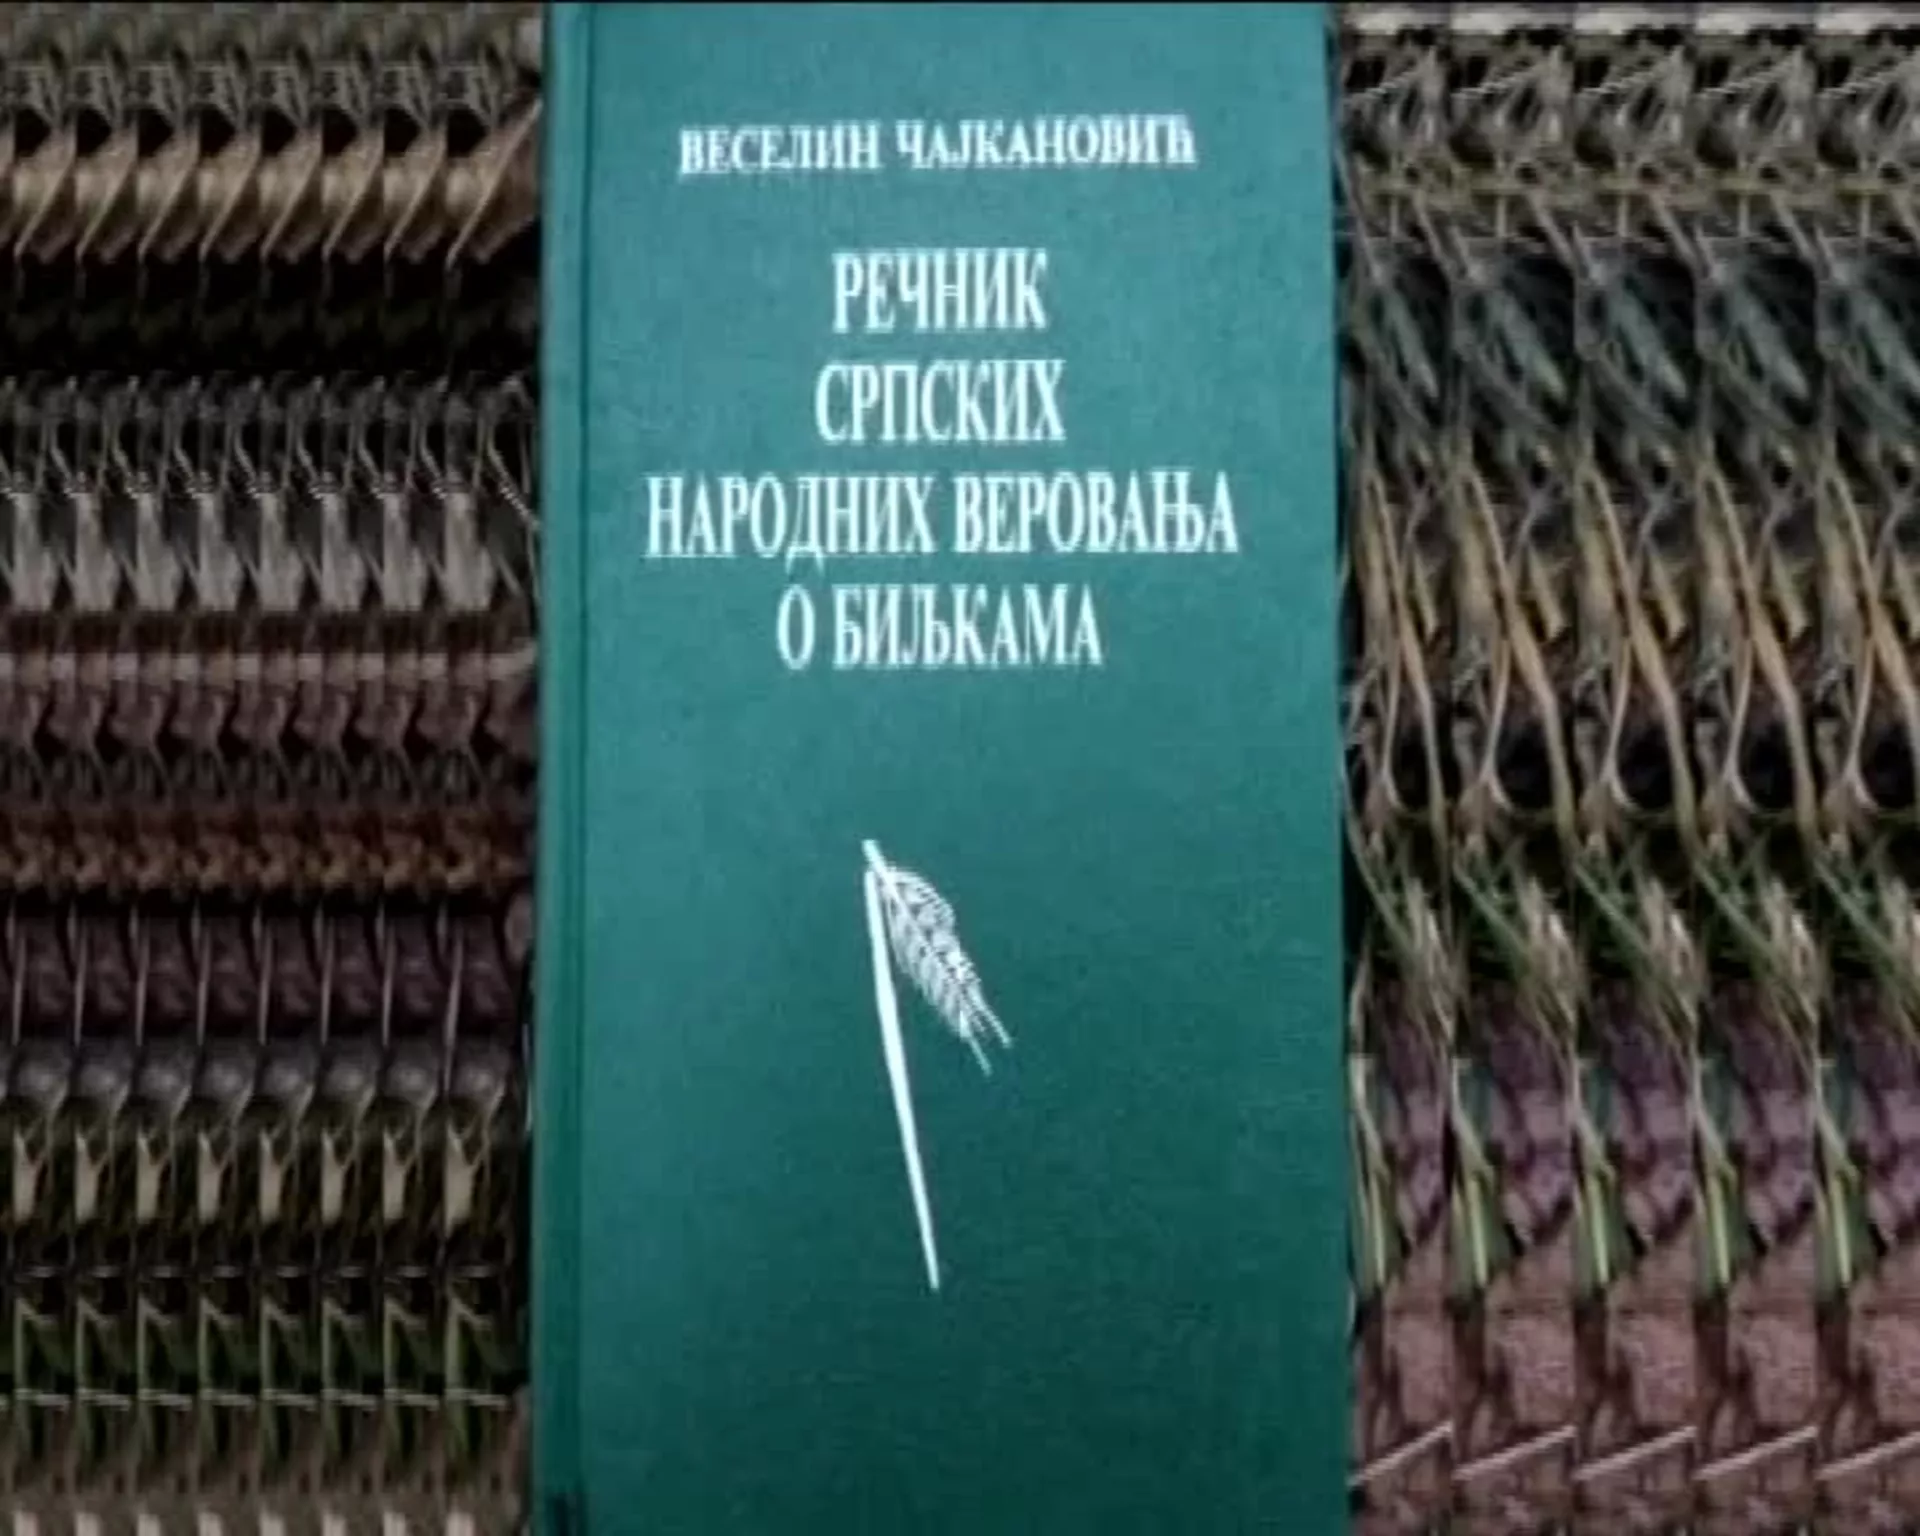 ВЕСЕЛИН ЧАЈКАНОВИЋ
РЕЧНИК
СРПСКИХ
НАРОДНИХ ВЕРОВАЊА
О БИЉКАМА